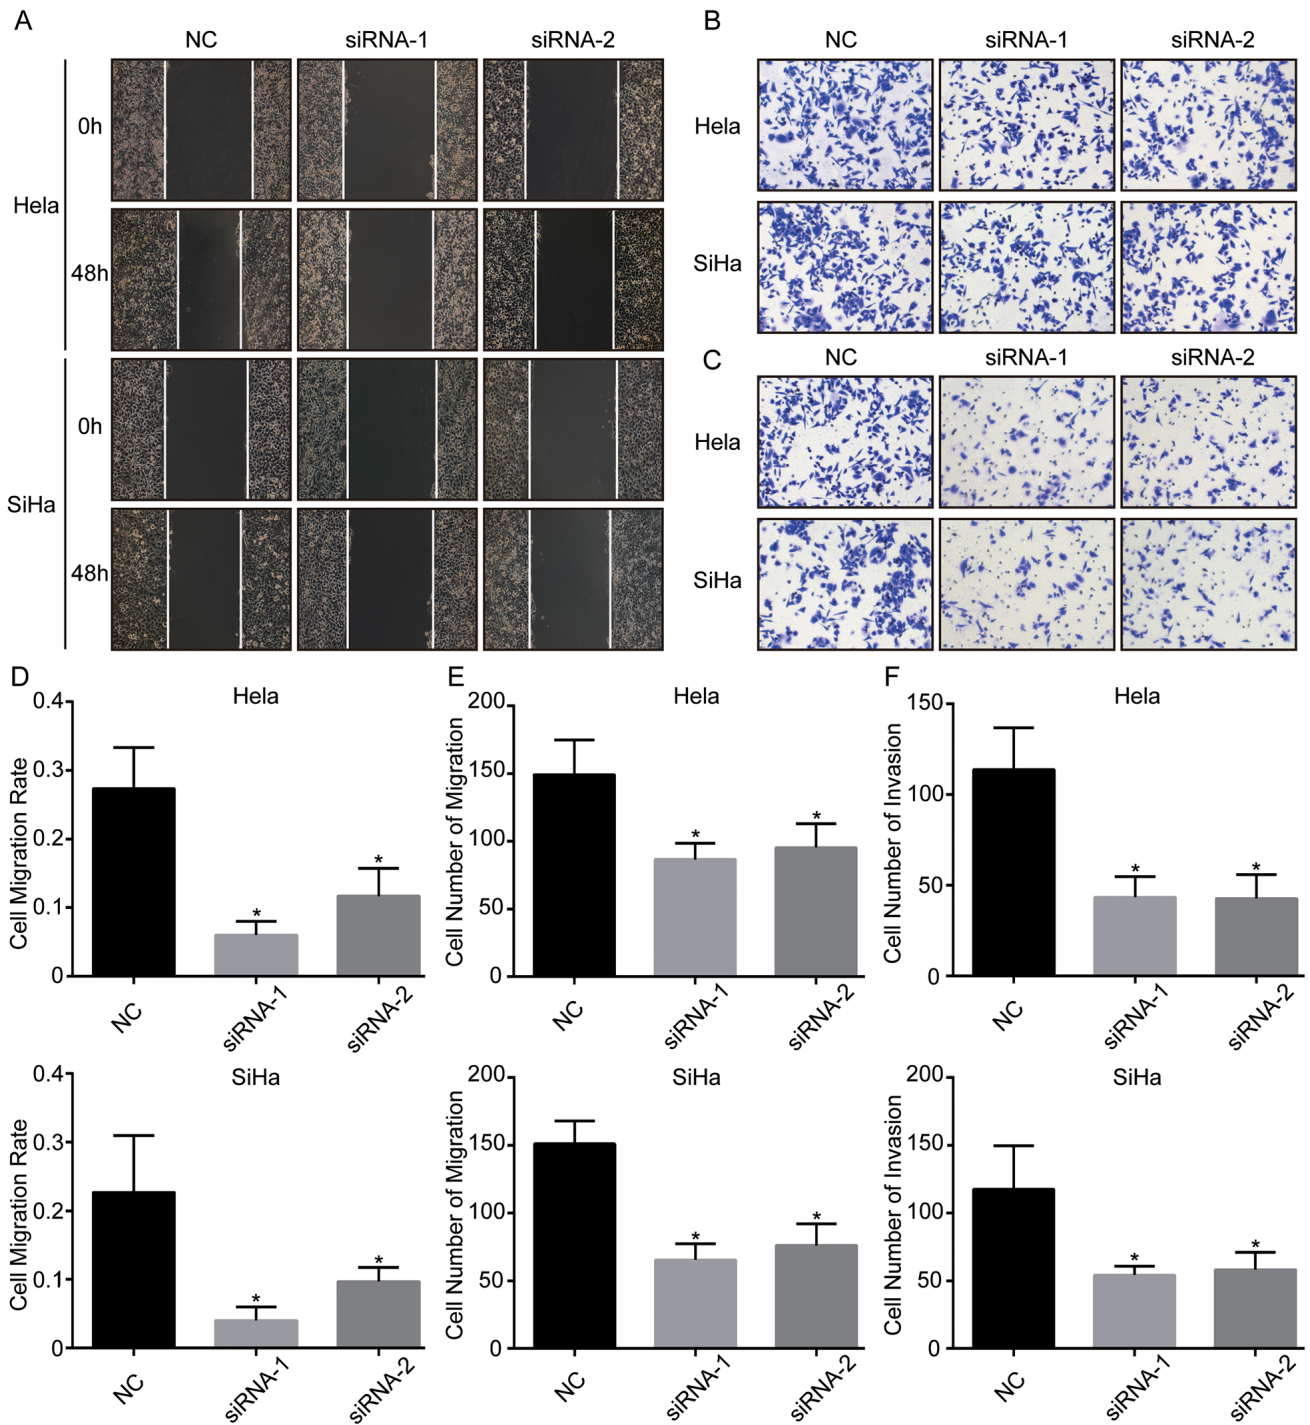 A
NC siRNA-1 siRNA-2
Hela
0h
48h
SiHa
0h
48h
B
NC siRNA-1 siRNA-2
Hela
SiHa
C
NC siRNA-1 siRNA-2
Hela
SiHa
D
Hela
Cell Migration Rate
0.4
0.3
0.2
0.1
0
* *
NC siRNA-1 siRNA-2
SiHa
Cell Migration Rate
0.4
0.3
0.2
0.1
0
* *
NC siRNA-1 siRNA-2
E
Hela
Cell Number of Migration
200
150
100
50
0
* *
NC siRNA-1 siRNA-2
SiHa
Cell Number of Migration
200
150
100
50
0
* *
NC siRNA-1 siRNA-2
F
Hela
Cell Number of Invasion
150
100
50
0
* *
NC siRNA-1 siRNA-2
SiHa
Cell Number of Invasion
200
150
100
50
0
* *
NC siRNA-1 siRNA-2